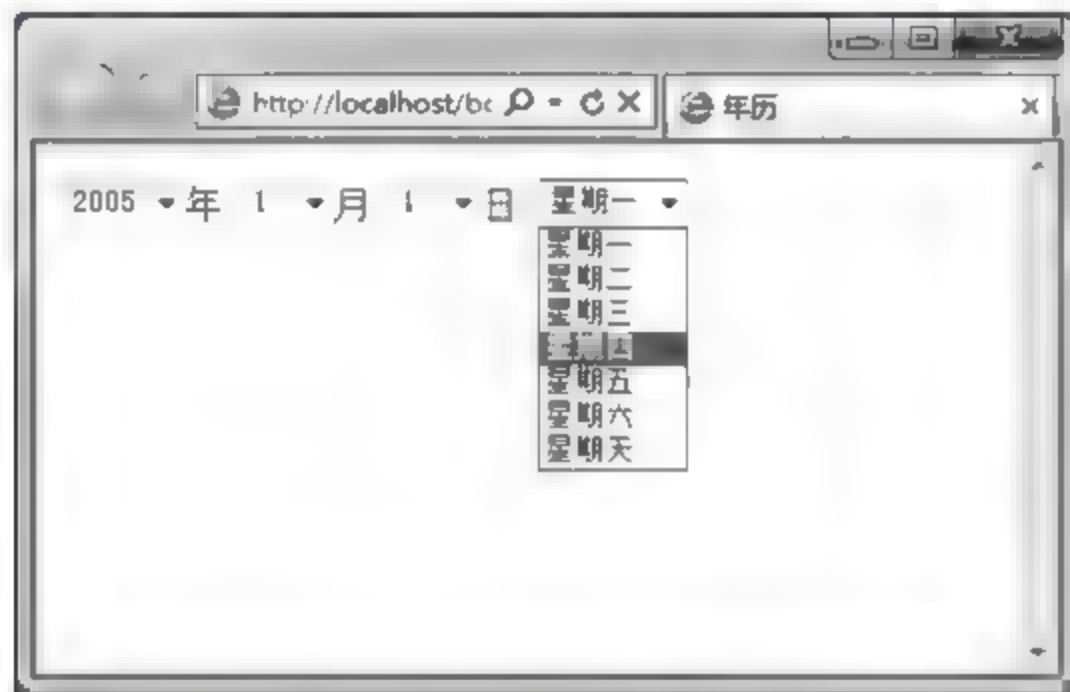 http://localhost/bc
年历
2005 年 1 月 1 日 星期一
星期一
星期二
星期三
星期五
星期六
星期天